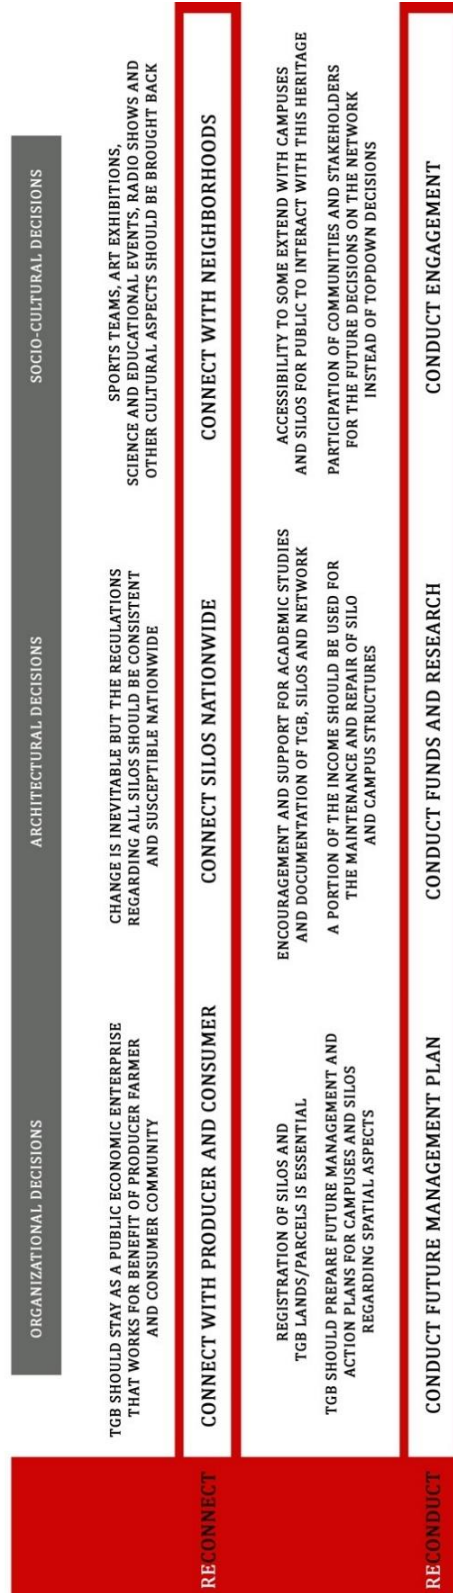 ORGANIZATIONAL DECISIONS
ARCHITECTURAL DECISIONS
SOCIO-CULTURAL DECISIONS
TGB SHOULD STAY AS A PUBLIC ECONOMIC ENTERPRISE
THAT WORKS FOR BENEFIT OF PRODUCER FARMER
AND CONSUMER COMMUNITY
CHANGE IS INEVITABLE BUT THE REGULATIONS
REGARDING ALL SILOS SHOULD BE CONSISTENT
AND SUSCEPTIBLE NATIONWIDE
SPORTS TEAMS, ART EXHIBITIONS,
SCIENCE AND EDUCATIONAL EVENTS, RADIO SHOWS AND
OTHER CULTURAL ASPECTS SHOULD BE BROUGHT BACK
RECONNECT
CONNECT WITH PRODUCER AND CONSUMER
CONNECT SILOS NATIONWIDE
CONNECT WITH NEIGHBORHOODS
REGISTRATION OF SILOS AND
TGB LANDS/PARCELS IS ESSENTIAL
TGB SHOULD PREPARE FUTURE MANAGEMENT AND
ACTION PLANS FOR CAMPUSES AND SILOS
REGARDING SPATIAL ASPECTS
ENCOURAGEMENT AND SUPPORT FOR ACADEMIC STUDIES
AND DOCUMENTATION OF TGB, SILOS AND NETWORK
A PORTION OF THE INCOME SHOULD BE USED FOR
THE MAINTENANCE AND REPAIR OF SILO
AND CAMPUS STRUCTURES
ACCESSIBILITY TO SOME EXTEND WITH CAMPUSES
AND SILOS FOR PUBLIC TO INTERACT WITH THIS HERITAGE
PARTICIPATION OF COMMUNITIES AND STAKEHOLDERS
FOR THE FUTURE DECISIONS ON THE NETWORK
INSTEAD OF TOPDOWN DECISIONS
RECONDUCT
CONDUCT FUTURE MANAGEMENT PLAN
CONDUCT FUNDS AND RESEARCH
CONDUCT ENGAGEMENT